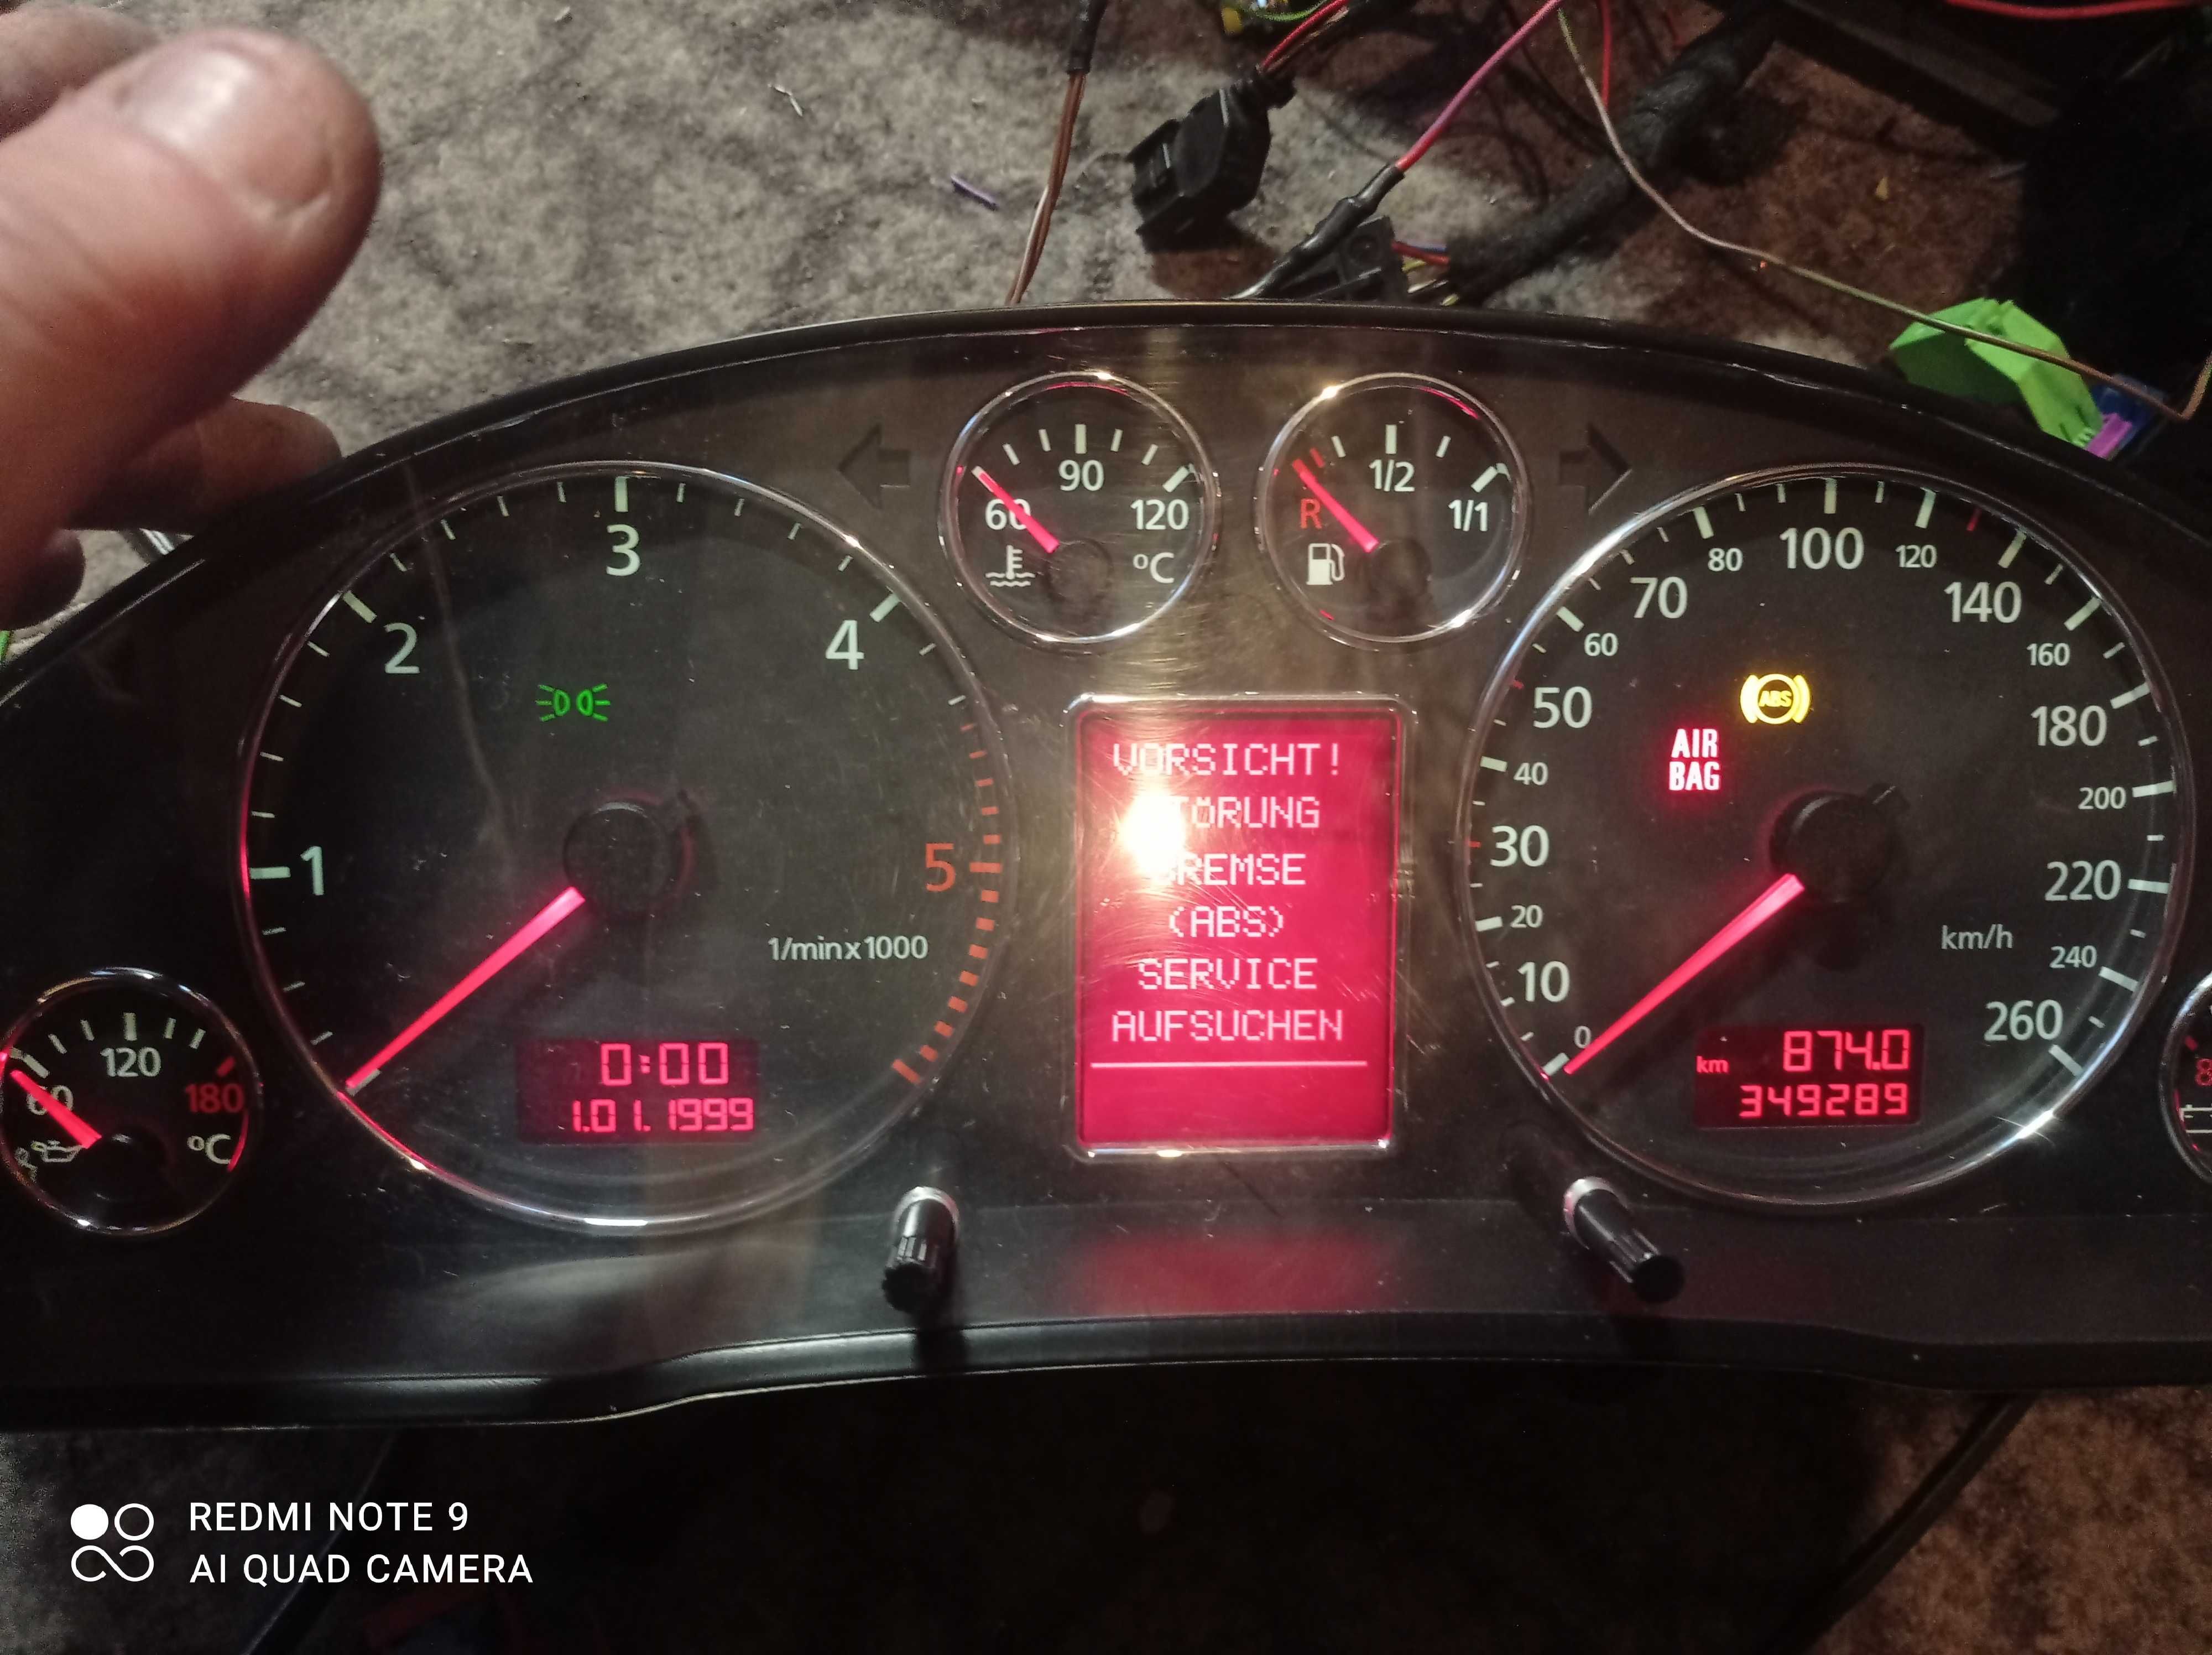 90
60
120
°C
1/2
R
1/1
1
2
3
4
5
1/min x 1000
0:00
1.01.1999
60
120
180
°C
VORSICHT!
STÖRUNG
BREMSE
(ABS)
SERVICE
AUFSUCHEN
0
10
20
30
40
50
60
70
80
100
120
140
160
180
200
220
240
260
km/h
ABS
AIR
BAG
km 874.0
349289
8
REDMI NOTE 9
AI QUAD CAMERA